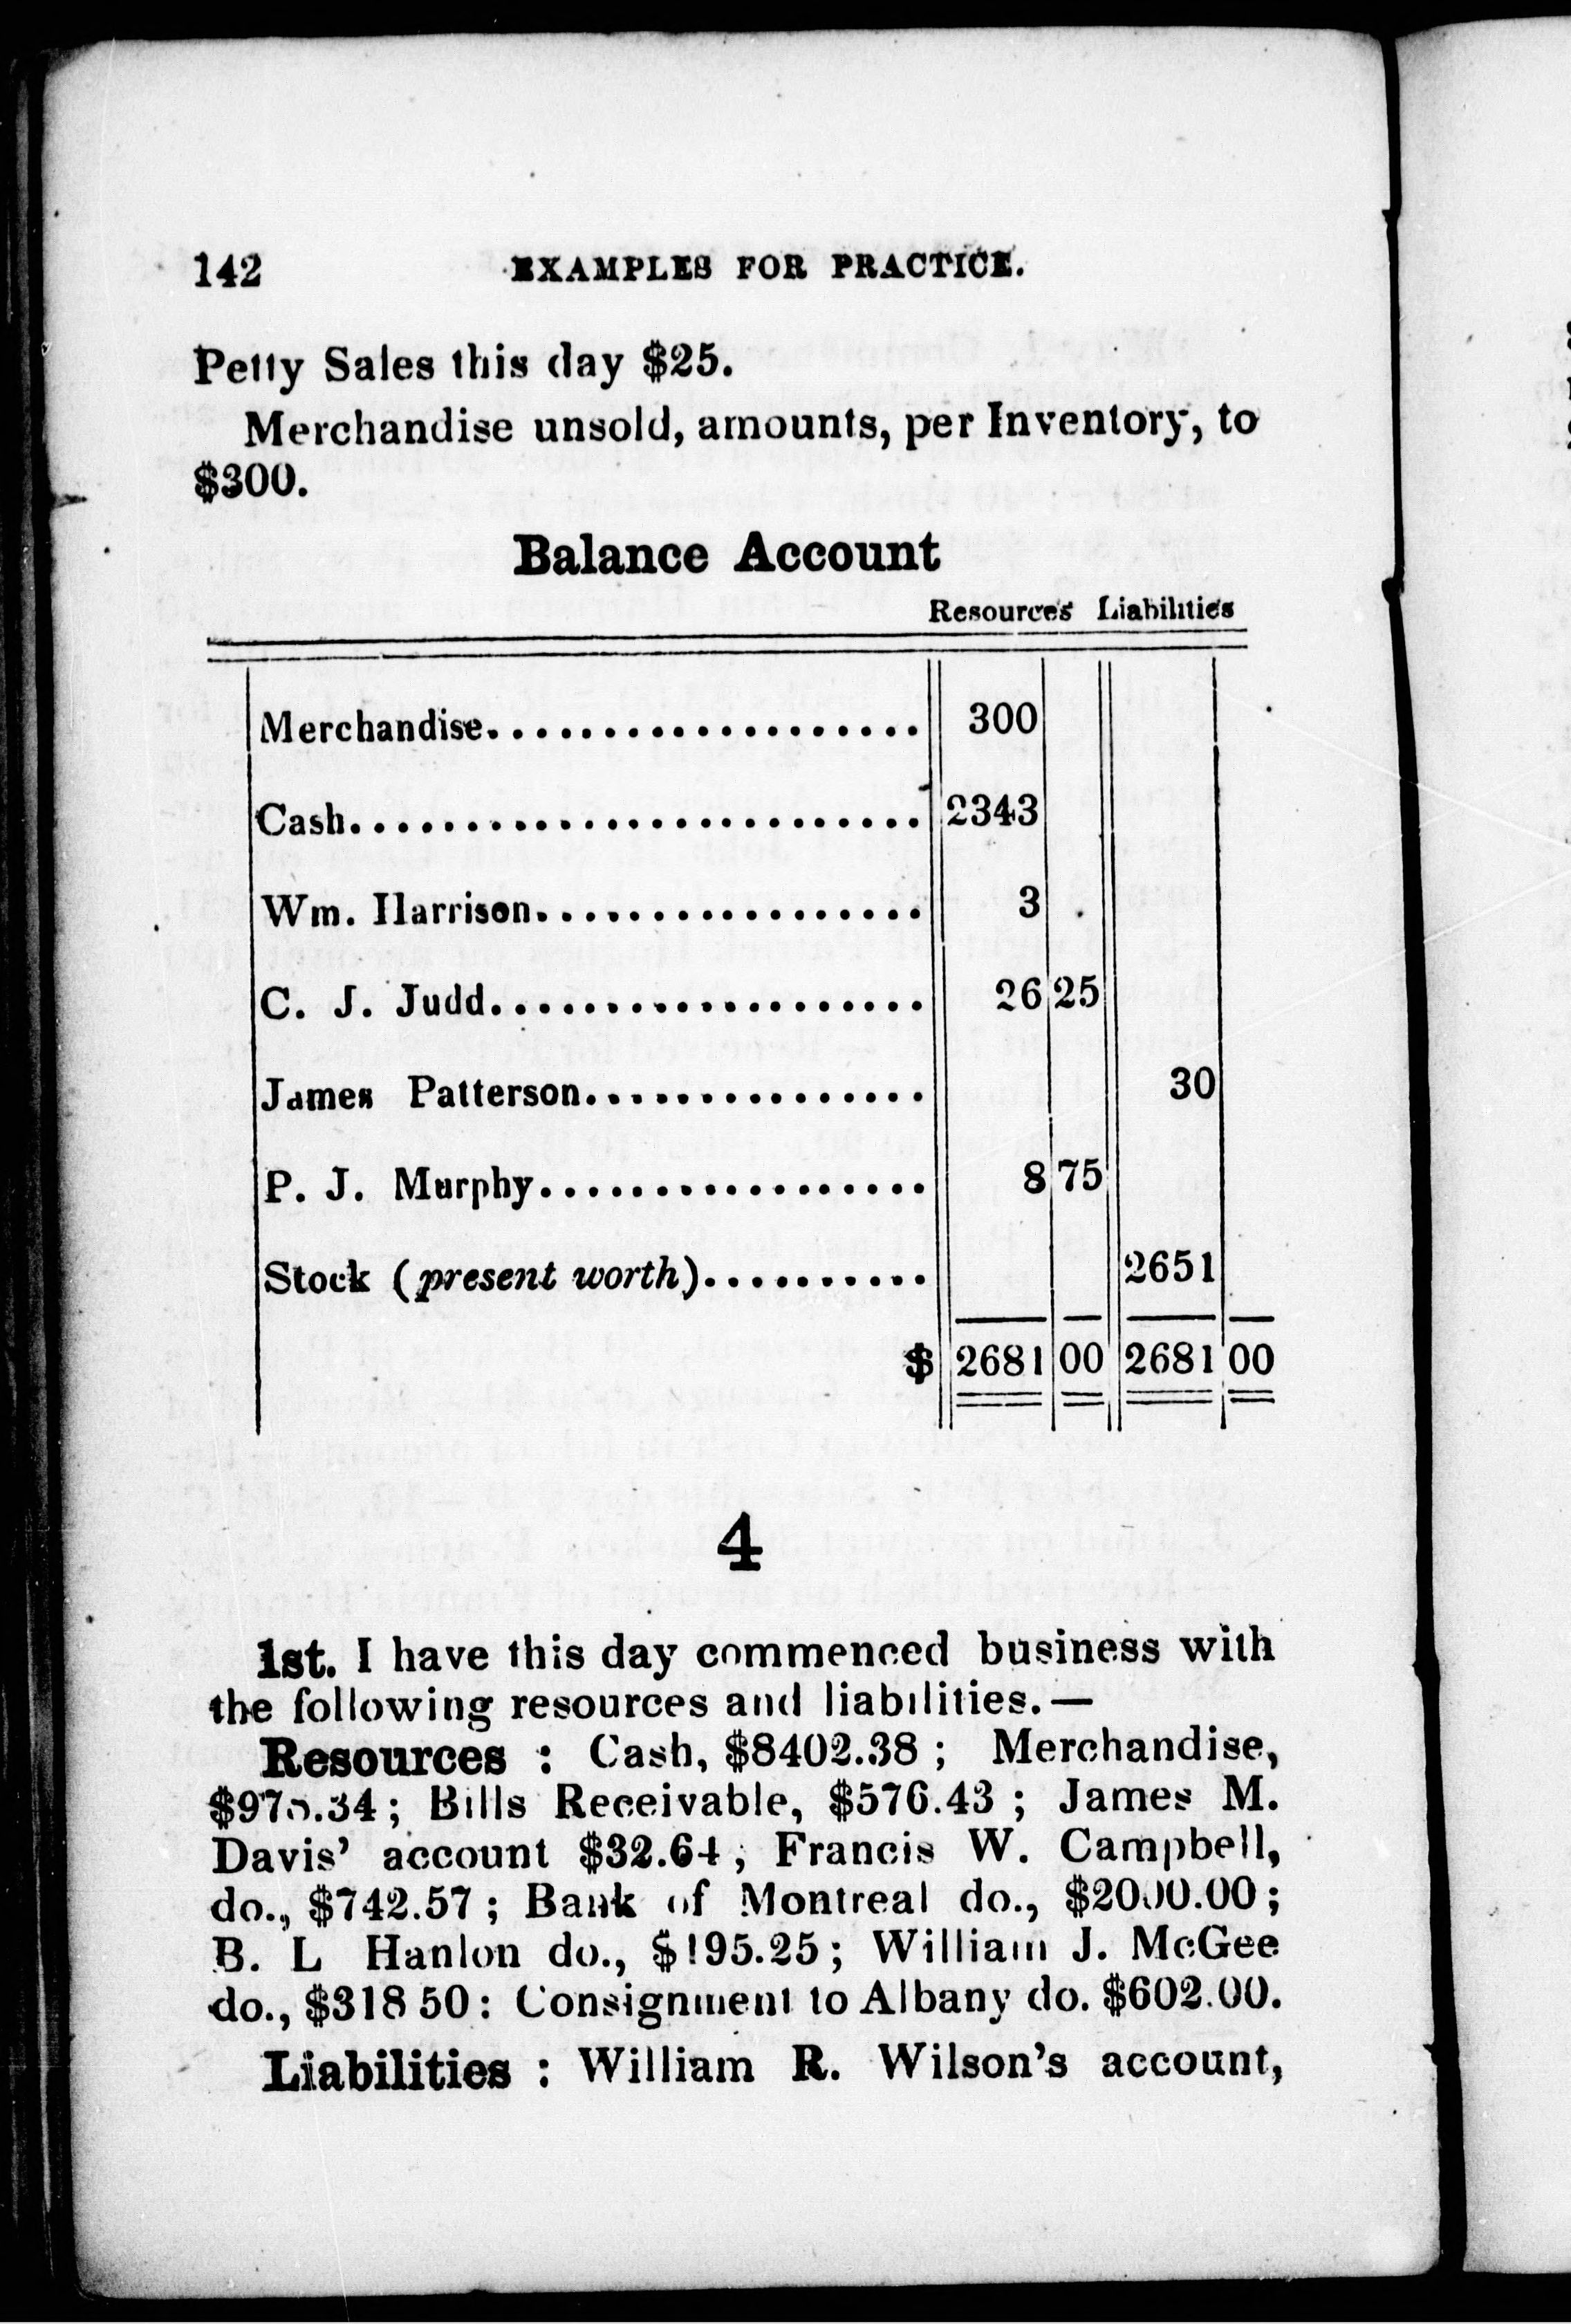 142 EXAMPLES FOR PRACTICE.
Petty Sales this day $25.
Merchandise unsold, amounts, per Inventory, to
$300.
Balance Account
Resources Liabilities
Merchandise................... 300
Cash......................... 2343
Wm. Harrison................. 3
C. J. Judd................... 26 25
James Patterson............... 30
P. J. Murphy................. 8 75
Stock (present worth).......... 2651
$ 2681 00 2681 00
4
1st. I have this day commenced business with
the following resources and liabilities.—
Resources : Cash, $8402.38 ; Merchandise,
Bills Receivable, $576.43 ; James M.
Davis' account $32.64 ; Francis W. Campbell,
do., $742.57 ; Bank of Montreal do., $2000.00 ;
B. L Hanlon do., $195.25 ; William J. McGee
do., $318 50 : Consignment to Albany do. $602.00.
Liabilities : William R. Wilson's account,